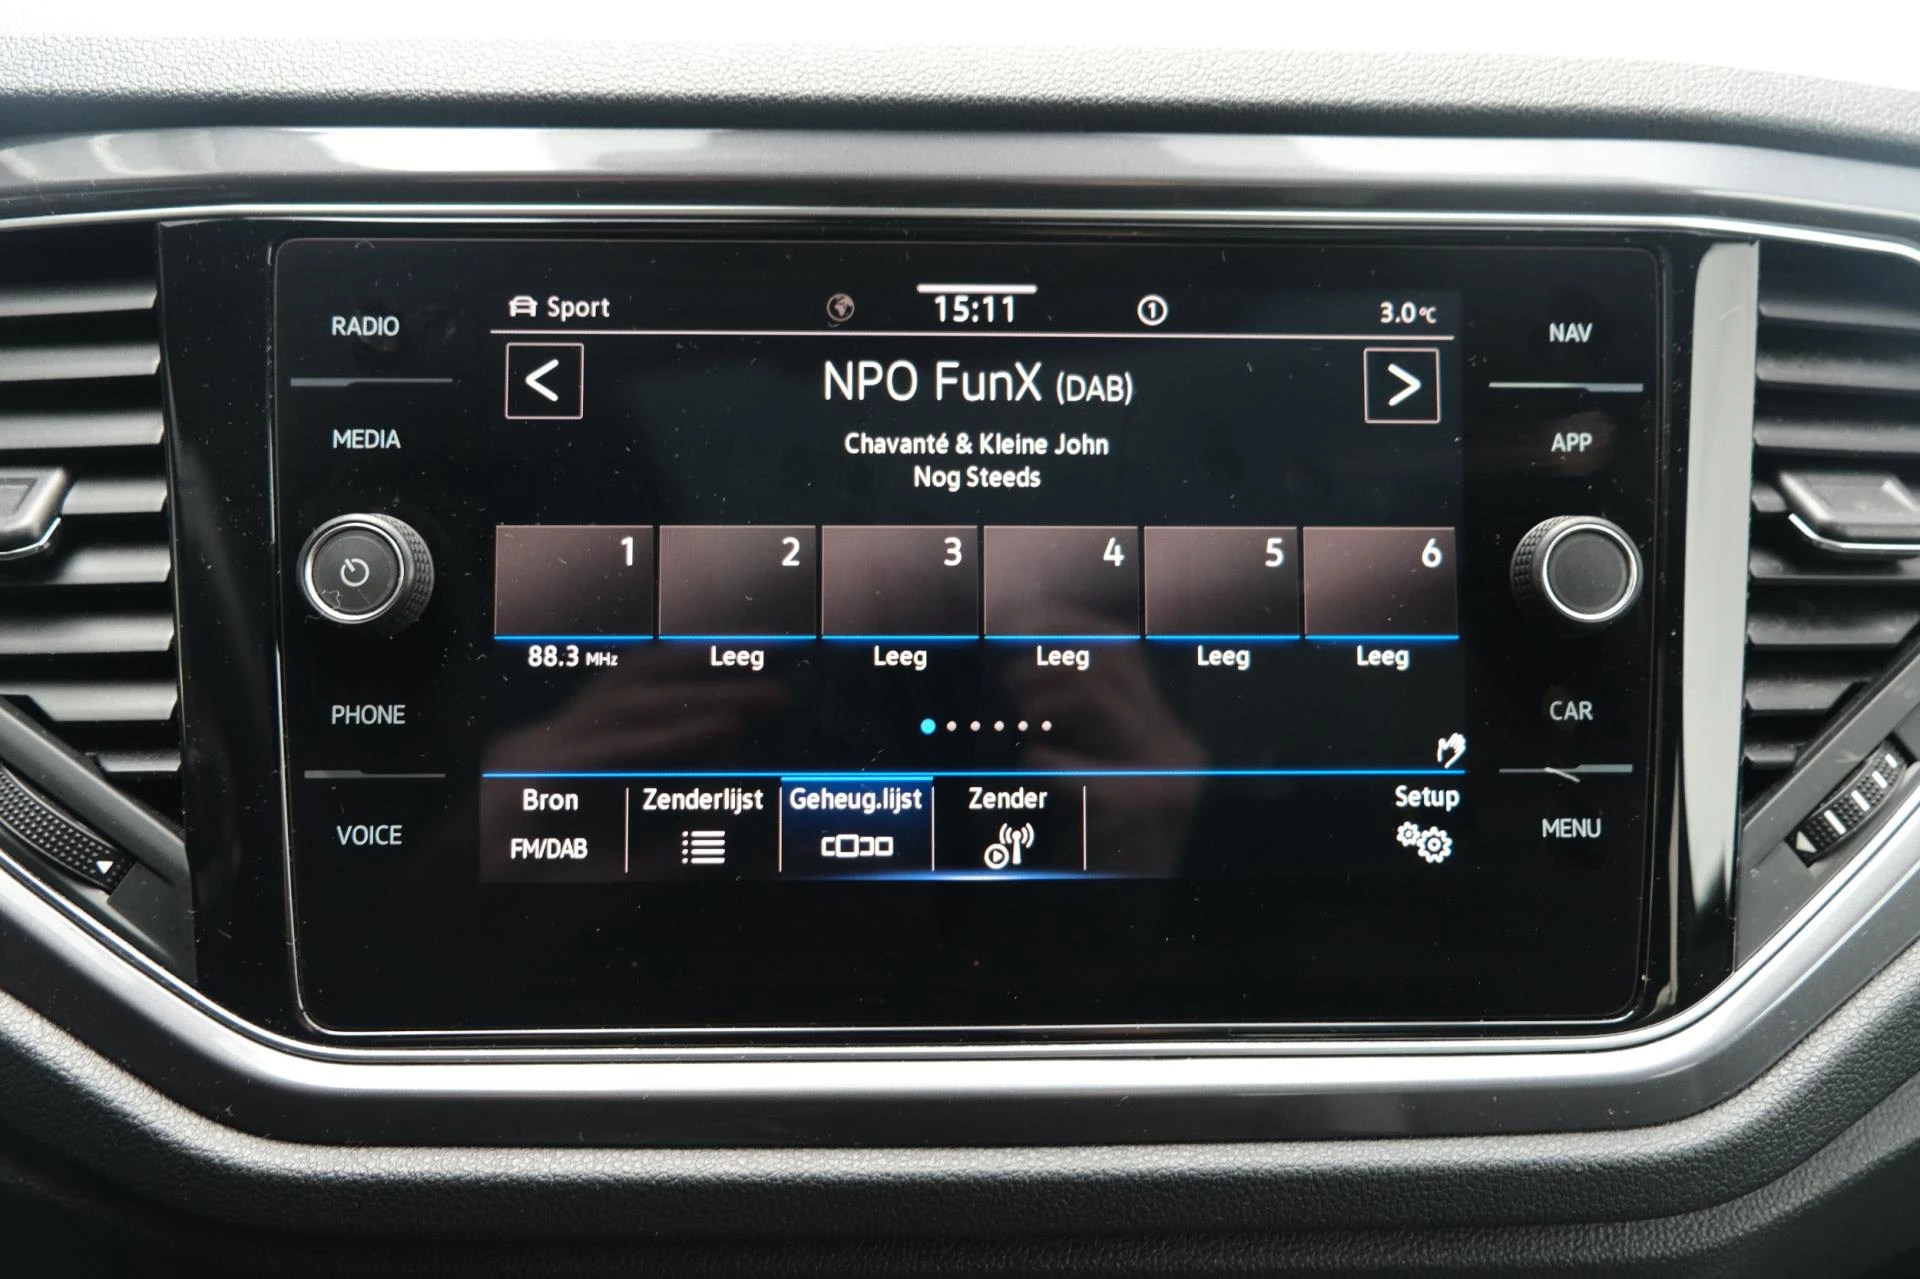 RADIO
MEDIA
PHONE
VOICE
Sport
15:11
1
3.0°C
<
NPO FunX (DAB)
>
Chavanté & Kleine John
Nog Steeds
1 2 3 4 5 6
88.3 MHz Leeg Leeg Leeg Leeg Leeg
Bron Zenderlijst Geheug.lijst Zender Setup
FM/DAB
NAV
APP
CAR
MENU